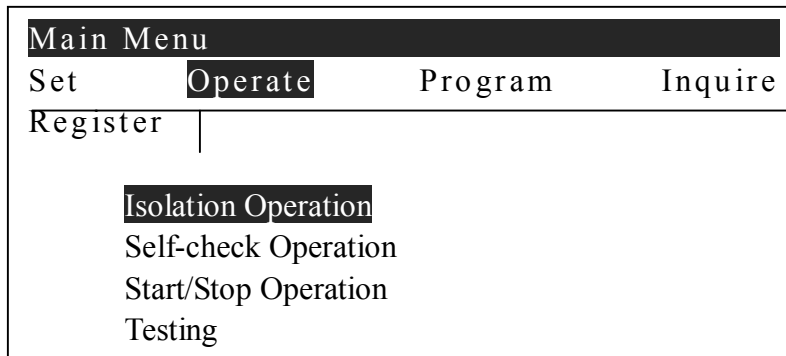 Main Menu
Set Operate Program Inquire
Register
Isolation Operation
Self-check Operation
Start/Stop Operation
Testing